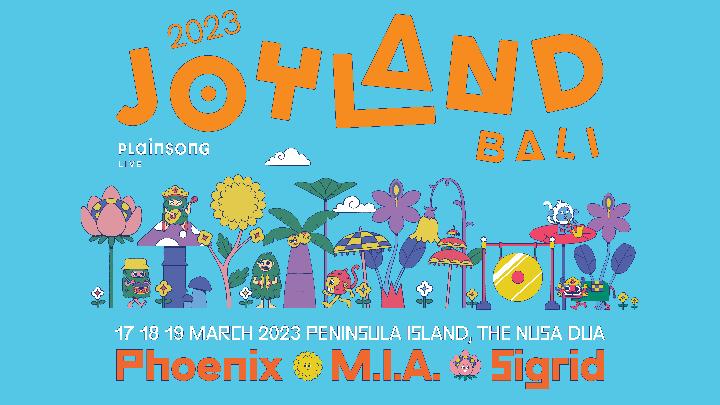 2023
JOYLAND
BALI
PLainsong
LIVE
17 18 19 MARCH 2023 PENINSULA ISLAND, THE NUSA DUA
Phoenix M.I.A. Sigrid